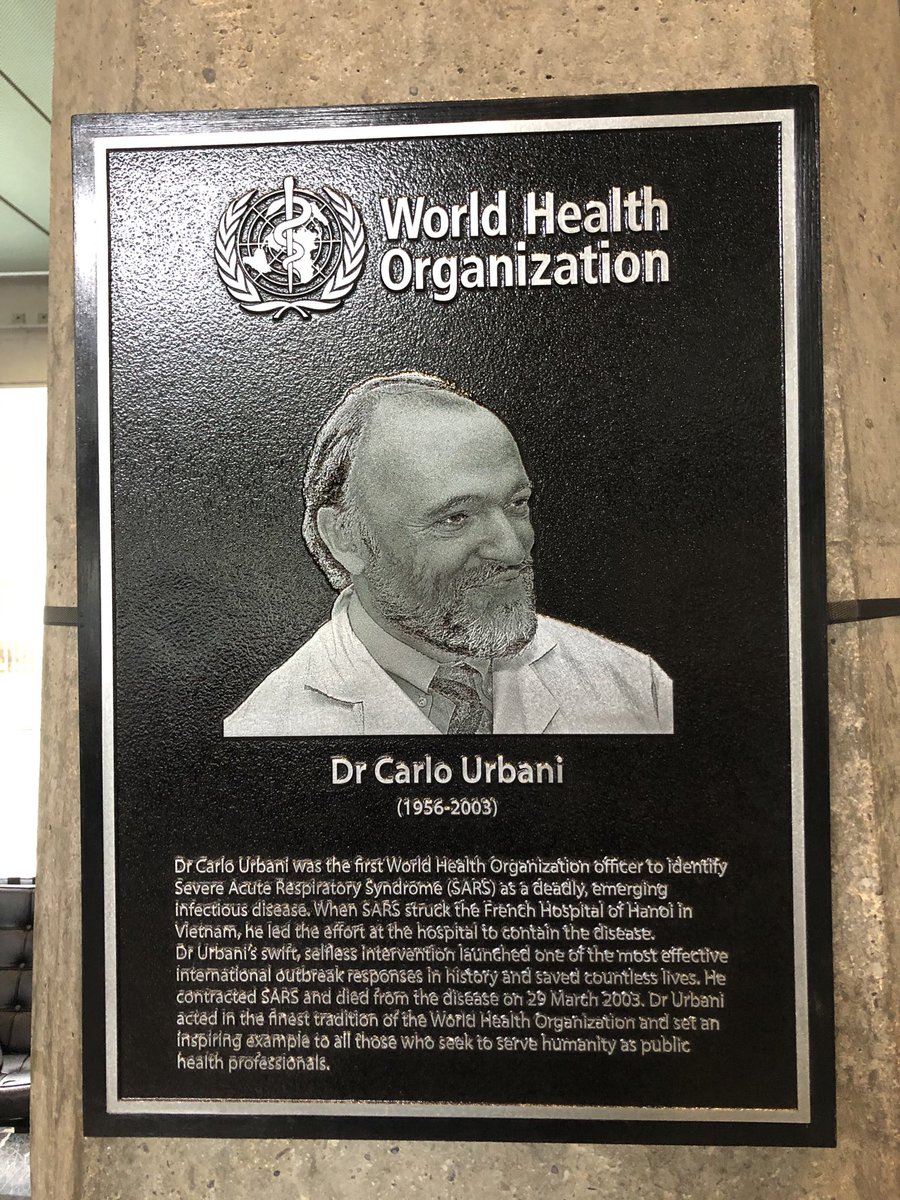 World Health
Organization
Dr Carlo Urbani
(1956-2003)
Dr Carlo Urbani was the first World Health Organization officer to identify
Severe Acute Respiratory Syndrome (SARS) as a deadly, emerging
infectious disease. When SARS struck the French Hospital of Hanoi in
Vietnam, he led the effort at the hospital to contain the disease.
Dr Urbani's swift, selfless intervention launched one of the most effective
international outbreak responses in history and saved countless lives. He
contracted SARS and died from the disease on 29 March 2003. Dr Urbani
acted in the finest tradition of the World Health Organization and set an
inspiring example to all those who seek to serve humanity as public
health professionals.